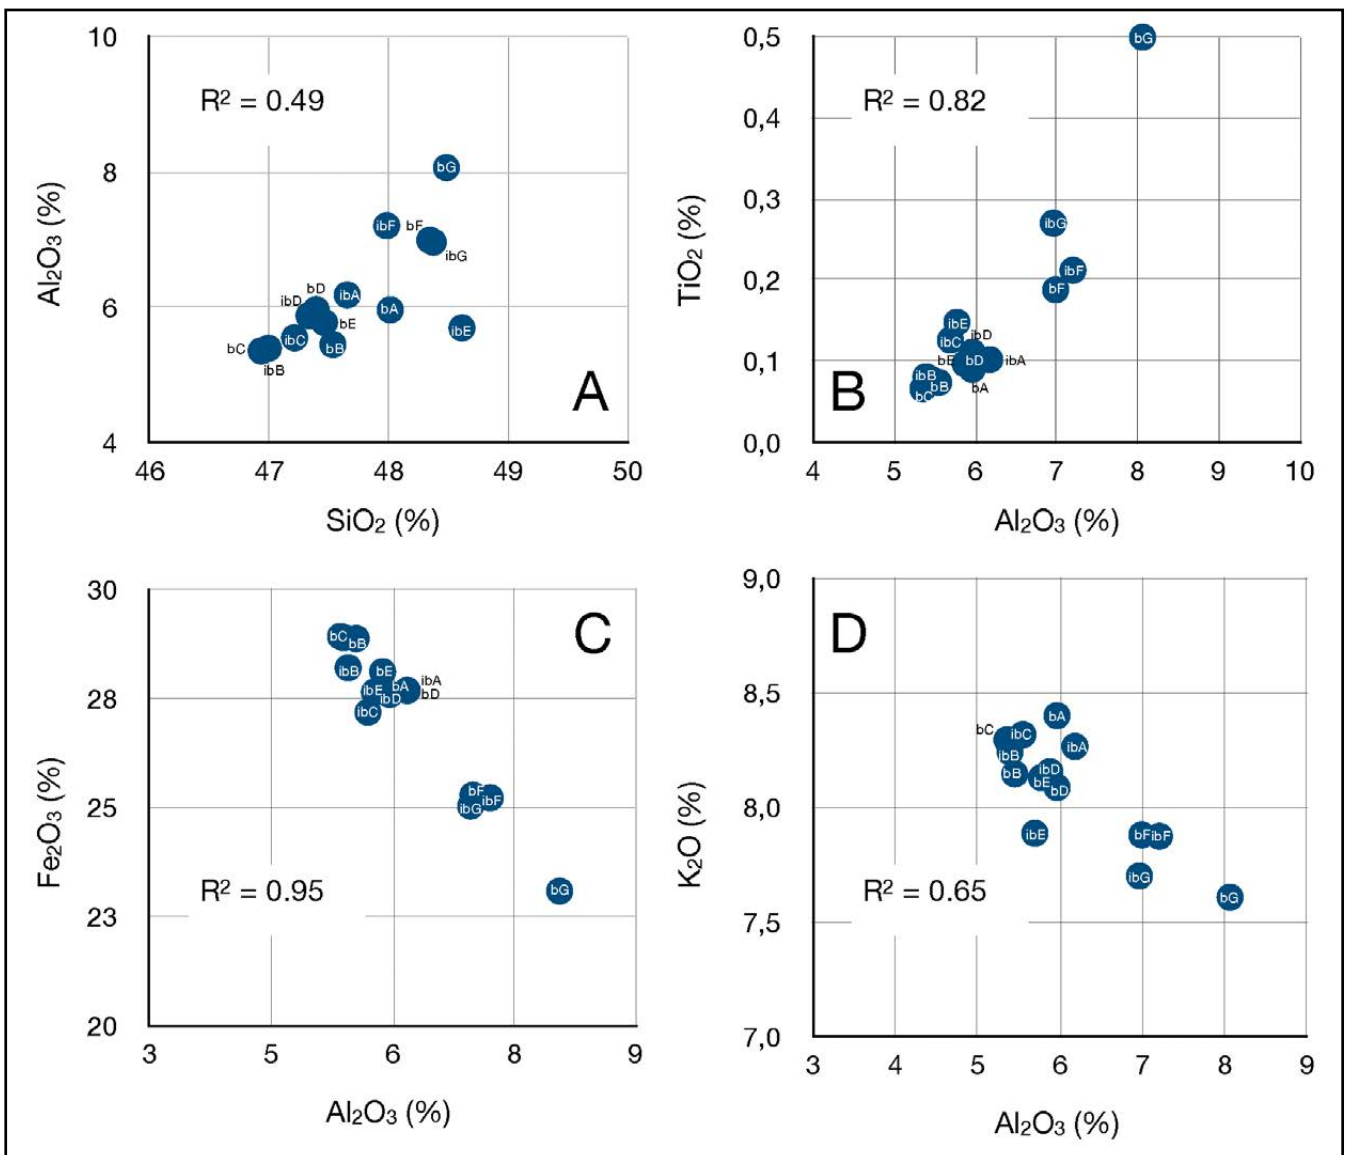 10
8
6
4
46
47
48
49
50
Al₂O₃ (%)
SiO₂ (%)
R² = 0.49
A
bG
ibF
bF
ibG
bD
ibD
ibA
bA
bE
ibE
ibC
bB
bC
ibB
0,5
0,4
0,3
0,2
0,1
0,0
4
5
6
7
8
9
10
TiO₂ (%)
Al₂O₃ (%)
R² = 0.82
B
bG
ibG
ibF
bF
ibE
ibC
ibD
bE
bD
ibA
ibB
bB
bA
bC
30
28
25
23
20
3
5
6
8
9
Fe₂O₃ (%)
Al₂O₃ (%)
R² = 0.95
C
bC
bB
ibB
bE
ibA
ibE
bA
bD
ibD
ibC
bF
ibF
ibG
bG
9,0
8,5
8,0
7,5
7,0
3
4
5
6
7
8
9
K₂O (%)
Al₂O₃ (%)
R² = 0.65
D
bA
bC
ibC
ibA
ibB
bB
ibD
bE
bD
ibE
bF
ibF
ibG
bG